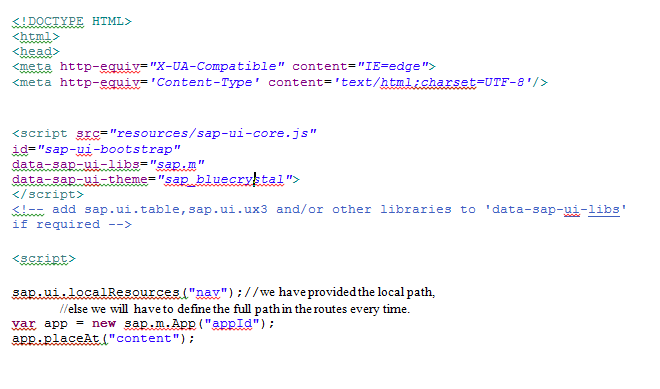 <!DOCTYPE HTML>
<html>
<head>
<meta http-equiv="X-UA-Compatible" content="IE=edge">
<meta http-equiv='Content-Type' content='text/html;charset=UTF-8'/>
<script src="resources/sap-ui-core.js"
id="sap-ui-bootstrap"
data-sap-ui-libs="sap.m"
data-sap-ui-theme="sap_bluecrystal">
</script>
<!-- add sap.ui.table,sap.ui.ux3 and/or other libraries to 'data-sap-ui-libs'
if required -->
<script>
sap.ui.localResources("nav");//we have provided the local path,
//else we will have to define the full path in the routes every time.
var app = new sap.m.App("appId");
app.placeAt("content");